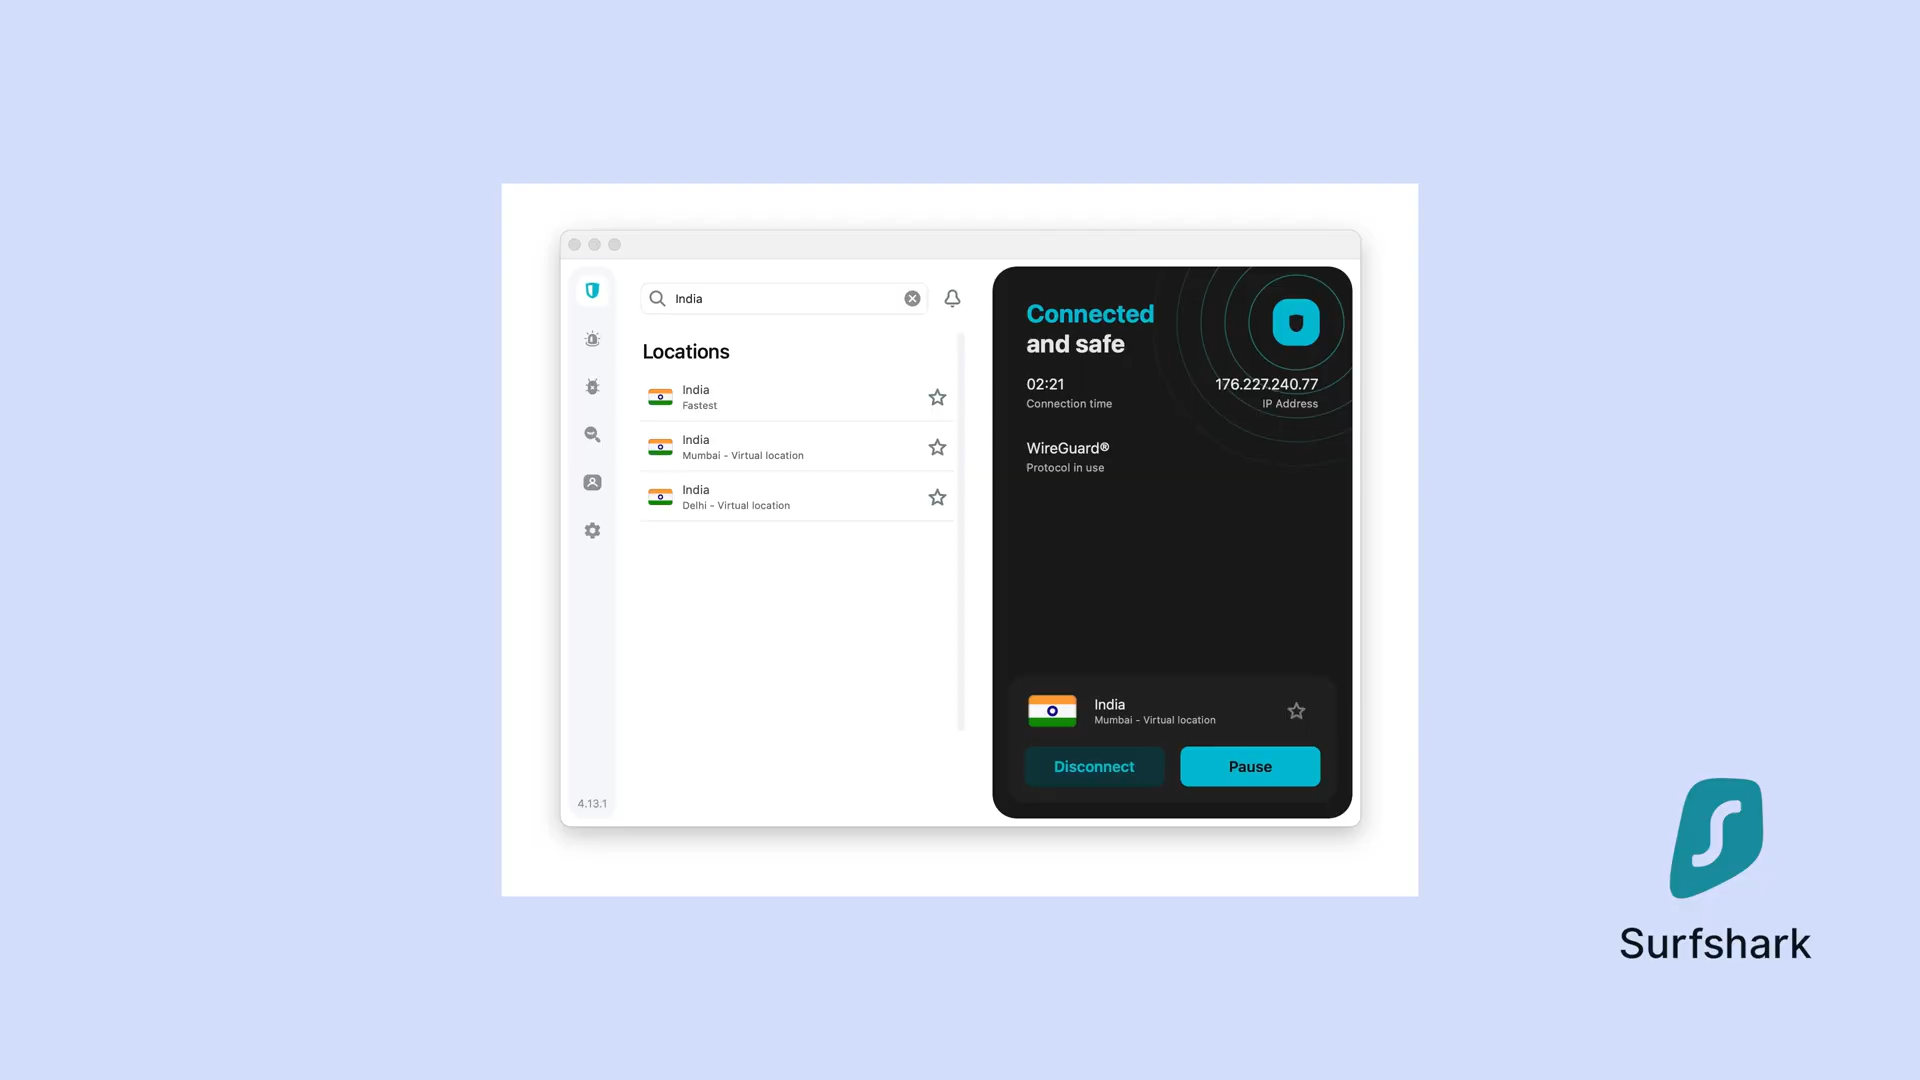 India
Locations
India
Fastest
India
Mumbai - Virtual location
India
Delhi - Virtual location
4.13.1
Connected
and safe
02:21
Connection time
176.227.240.77
IP Address
WireGuard®
Protocol in use
India
Mumbai - Virtual location
Disconnect
Pause
Surfshark